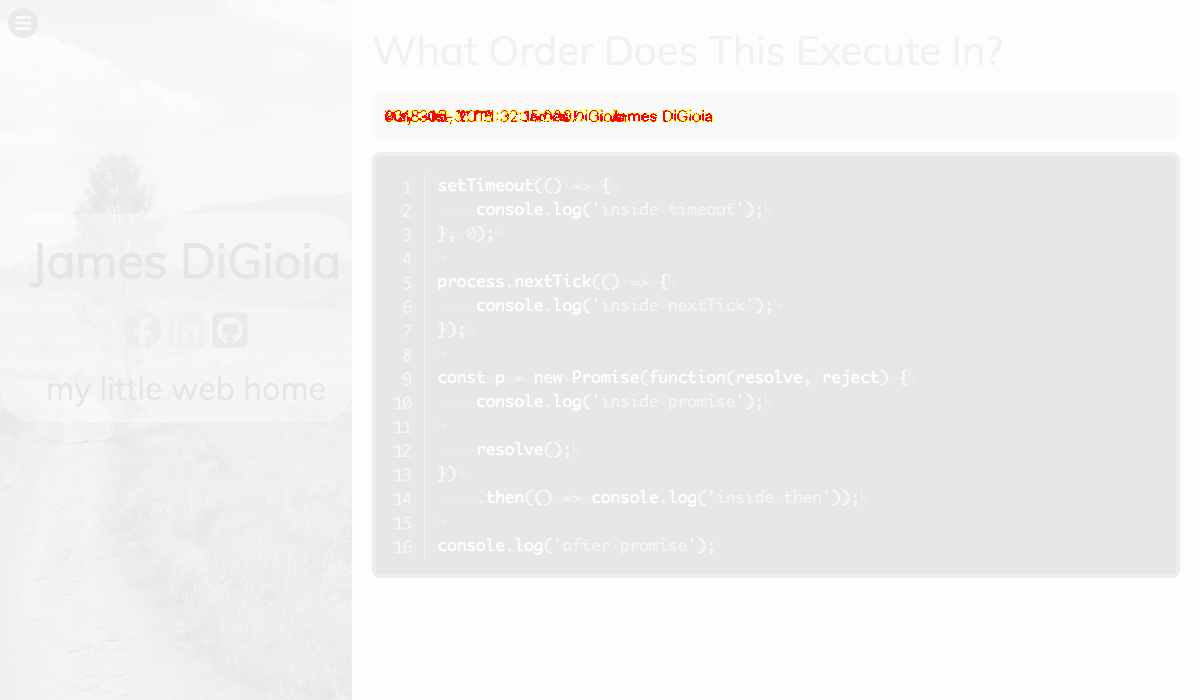 What Order Does This Execute In?
James DiGioia
James DiGioia
my little web home
1 setTimeout(() => {
2 console.log('inside timeout');
3 }, 0);
4
5 process.nextTick(() => {
6 console.log('inside nextTick');
7 });
8
9 const p = new Promise(function(resolve, reject) {
10 console.log('inside promise');
11
12 resolve();
13 })
14 .then(() => console.log('inside then'));
15
16 console.log('after promise');